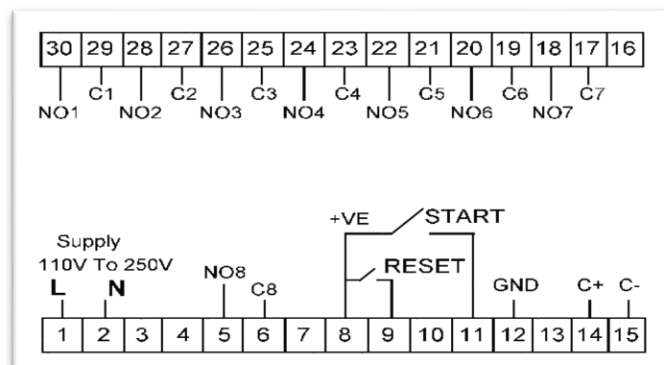 30 29 28 27 26 25 24 23 22 21 20 19 18 17 16
C1 C2 C3 C4 C5 C6 C7
NO1 NO2 NO3 NO4 NO5 NO6 NO7
+VE START
Supply
110V To 250V NO8 RESET
L N C8 GND C+ C-
1 2 3 4 5 6 7 8 9 10 11 12 13 14 15